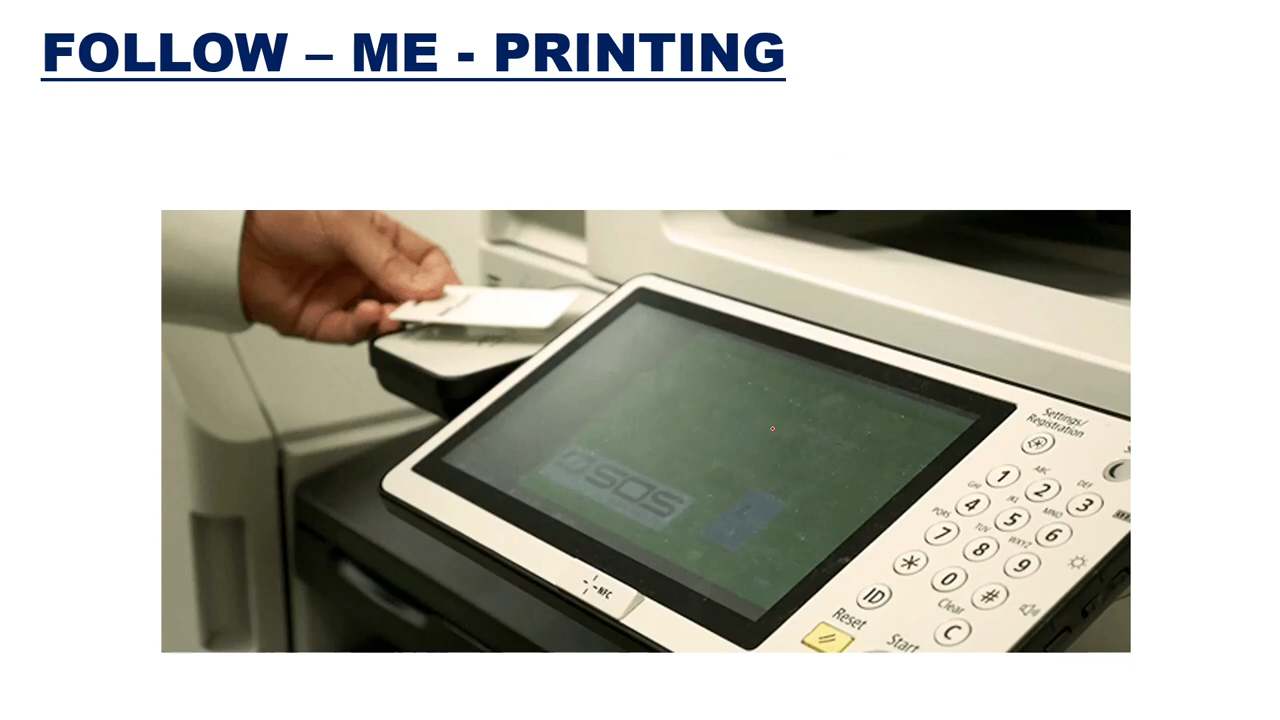 FOLLOW – ME - PRINTING
SOS
Settings/
Registration
1
ABC
2
DEF
3
GHI
4
JKL
5
MNO
6
PQRS
7
TUV
8
WXYZ
9
*
0
#
ID
Clear
C
Reset
Start
NFC